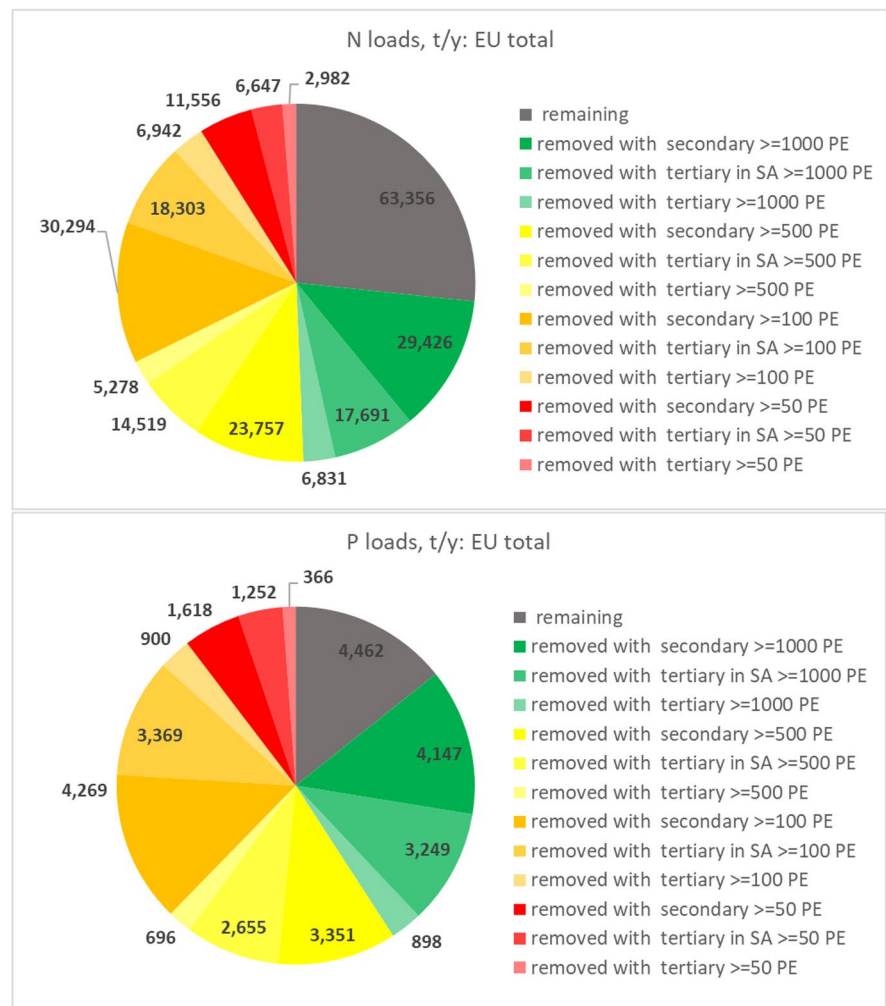 N loads, t/y: EU total
2,982
6,647
11,556
6,942
18,303
30,294
5,278
14,519
23,757
6,831
17,691
29,426
63,356
remaining
removed with secondary >=1000 PE
removed with tertiary in SA >=1000 PE
removed with tertiary >=1000 PE
removed with secondary >=500 PE
removed with tertiary in SA >=500 PE
removed with tertiary >=500 PE
removed with secondary >=100 PE
removed with tertiary in SA >=100 PE
removed with tertiary >=100 PE
removed with secondary >=50 PE
removed with tertiary in SA >=50 PE
removed with tertiary >=50 PE
P loads, t/y: EU total
366
1,252
1,618
900
3,369
4,269
696
2,655
3,351
898
3,249
4,147
4,462
remaining
removed with secondary >=1000 PE
removed with tertiary in SA >=1000 PE
removed with tertiary >=1000 PE
removed with secondary >=500 PE
removed with tertiary in SA >=500 PE
removed with tertiary >=500 PE
removed with secondary >=100 PE
removed with tertiary in SA >=100 PE
removed with tertiary >=100 PE
removed with secondary >=50 PE
removed with tertiary in SA >=50 PE
removed with tertiary >=50 PE